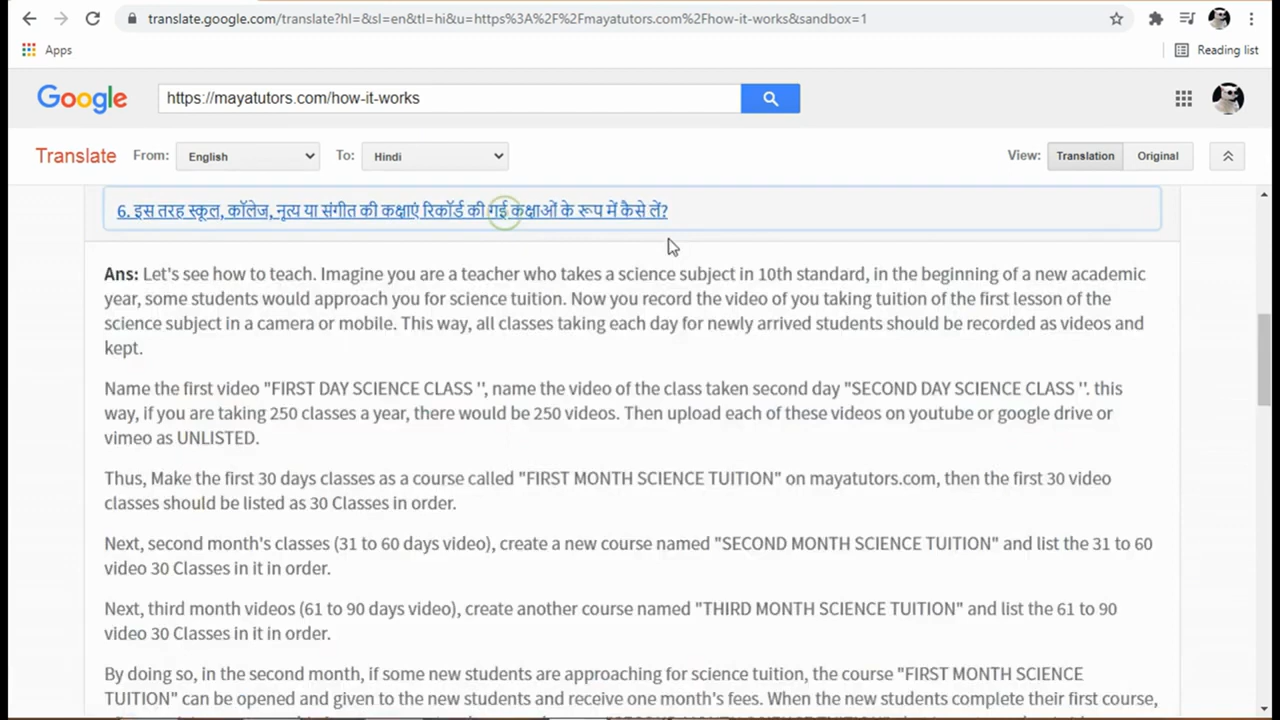 translate.google.com/translate?hl=&sl=en&tl=hi&u=https%3A%2F%2Fmayatutors.com%2Fhow-it-works&sandbox=1
Apps
Reading list
Google
https://mayatutors.com/how-it-works
Translate From: English To: Hindi View: Translation Original
6. इस तरह स्कूल, कॉलेज, नृत्य या संगीत की कक्षाएं रिकॉर्ड की गई कक्षाओं के रूप में कैसे लें?
Ans: Let's see how to teach. Imagine you are a teacher who takes a science subject in 10th standard, in the beginning of a new academic
year, some students would approach you for science tuition. Now you record the video of you taking tuition of the first lesson of the
science subject in a camera or mobile. This way, all classes taking each day for newly arrived students should be recorded as videos and
kept.
Name the first video "FIRST DAY SCIENCE CLASS '', name the video of the class taken second day "SECOND DAY SCIENCE CLASS ''. this
way, if you are taking 250 classes a year, there would be 250 videos. Then upload each of these videos on youtube or google drive or
vimeo as UNLISTED.
Thus, Make the first 30 days classes as a course called "FIRST MONTH SCIENCE TUITION" on mayatutors.com, then the first 30 video
classes should be listed as 30 Classes in order.
Next, second month's classes (31 to 60 days video), create a new course named "SECOND MONTH SCIENCE TUITION" and list the 31 to 60
video 30 Classes in it in order.
Next, third month videos (61 to 90 days video), create another course named "THIRD MONTH SCIENCE TUITION" and list the 61 to 90
video 30 Classes in it in order.
By doing so, in the second month, if some new students are approaching for science tuition, the course "FIRST MONTH SCIENCE
TUITION" can be opened and given to the new students and receive one month's fees. When the new students complete their first course,